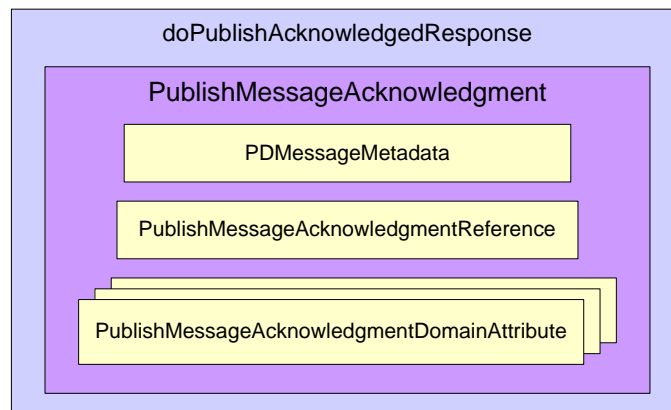 doPublishAcknowledgedResponse
PublishMessageAcknowledgment
PDMessageMetadata
PublishMessageAcknowledgmentReference
PublishMessageAcknowledgmentDomainAttribute